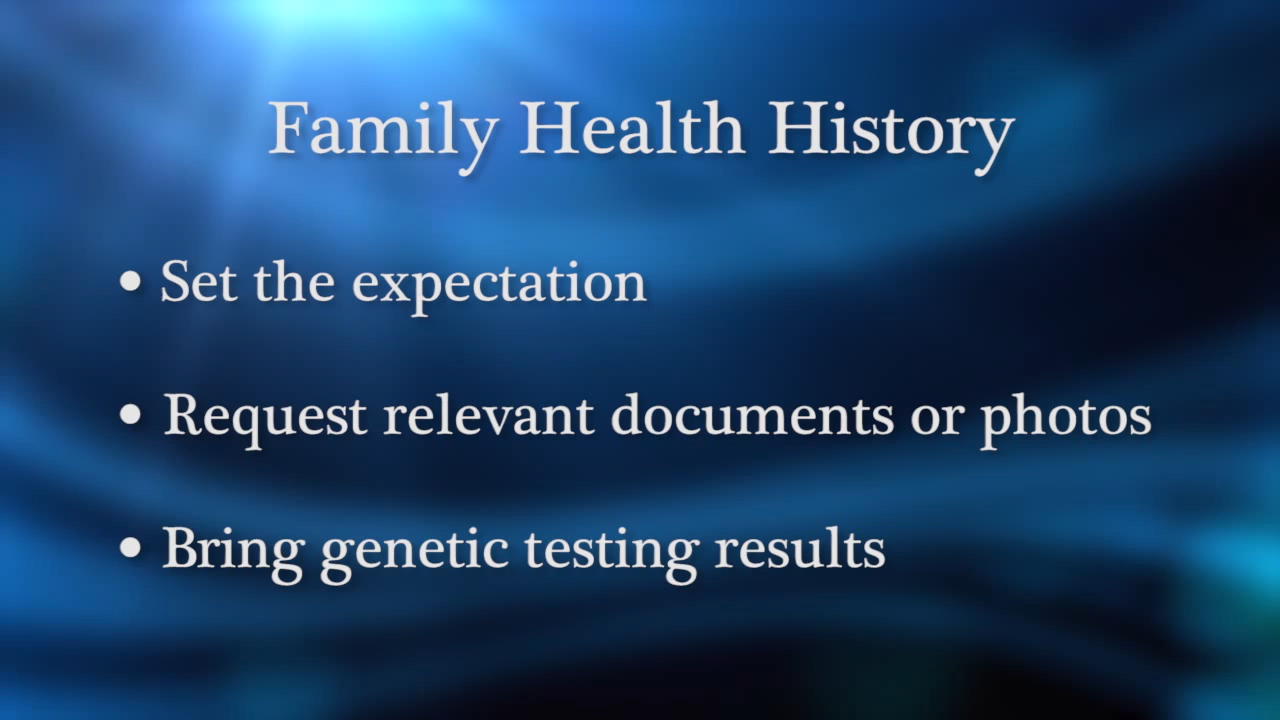 Family Health History
• Set the expectation
• Request relevant documents or photos
• Bring genetic testing results